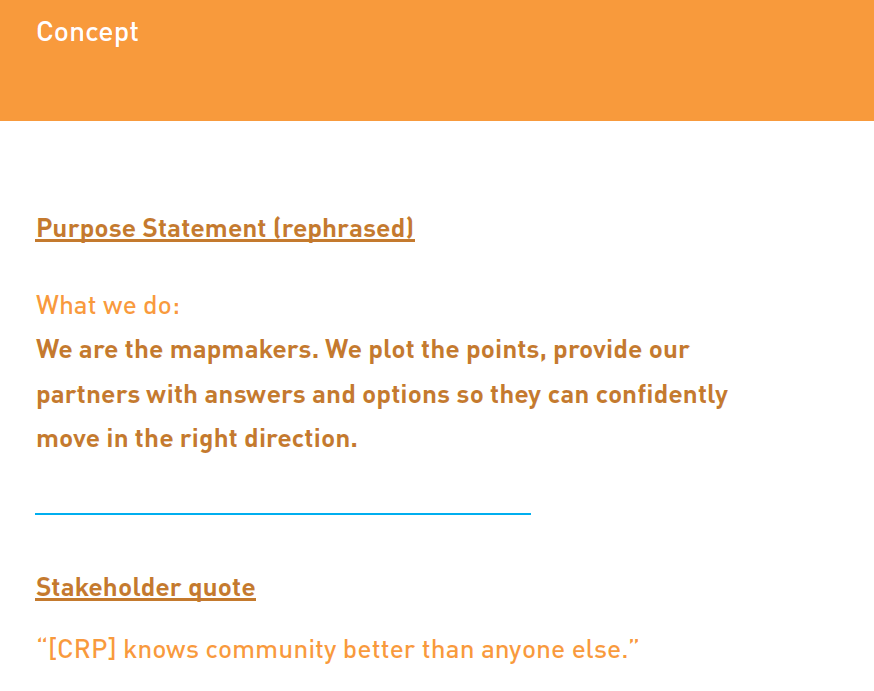 Concept
Purpose Statement (rephrased)
What we do:
We are the mapmakers. We plot the points, provide our
partners with answers and options so they can confidently
move in the right direction.
Stakeholder quote
“[CRP] knows community better than anyone else.”